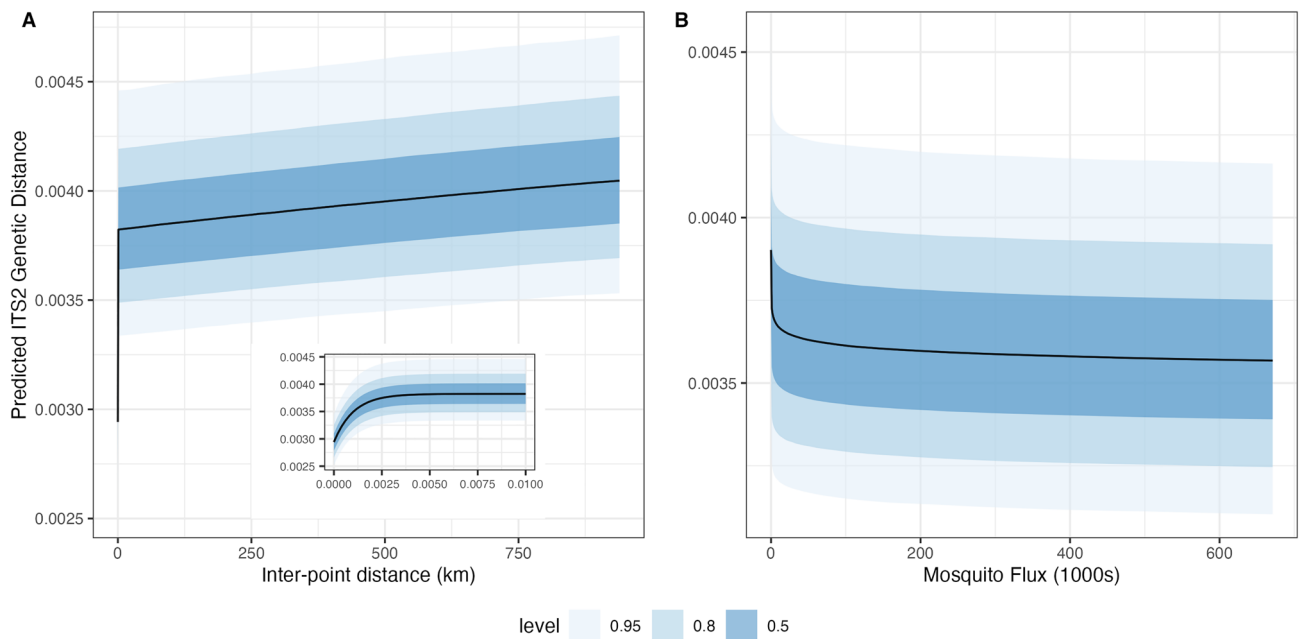 A
B
Predicted ITS2 Genetic Distance
0.0045
0.0040
0.0035
0.0030
0.0025
0.0045
0.0040
0.0035
0.0030
0.0025
0.0000 0.0025 0.0050 0.0075 0.0100
0 250 500 750
Inter-point distance (km)
0.0045
0.0040
0.0035
0 200 400 600
Mosquito Flux (1000s)
level 0.95 0.8 0.5